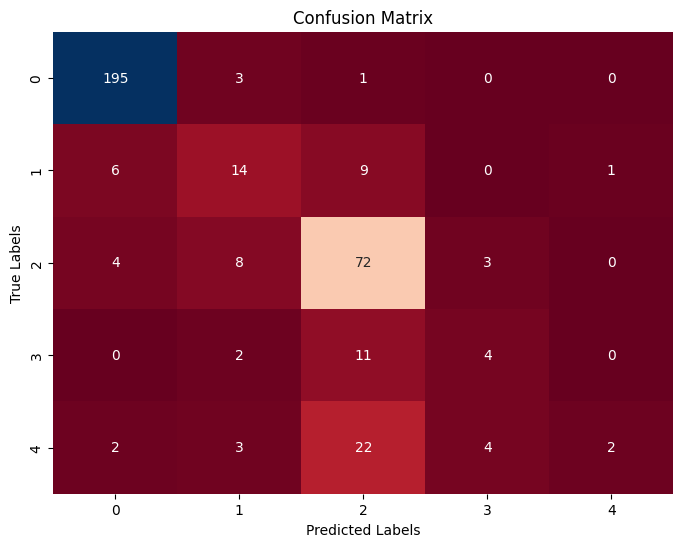 Confusion Matrix
True Labels
0 195 3 1 0 0
1 6 14 9 0 1
2 4 8 72 3 0
3 0 2 11 4 0
4 2 3 22 4 2
0 1 2 3 4
Predicted Labels